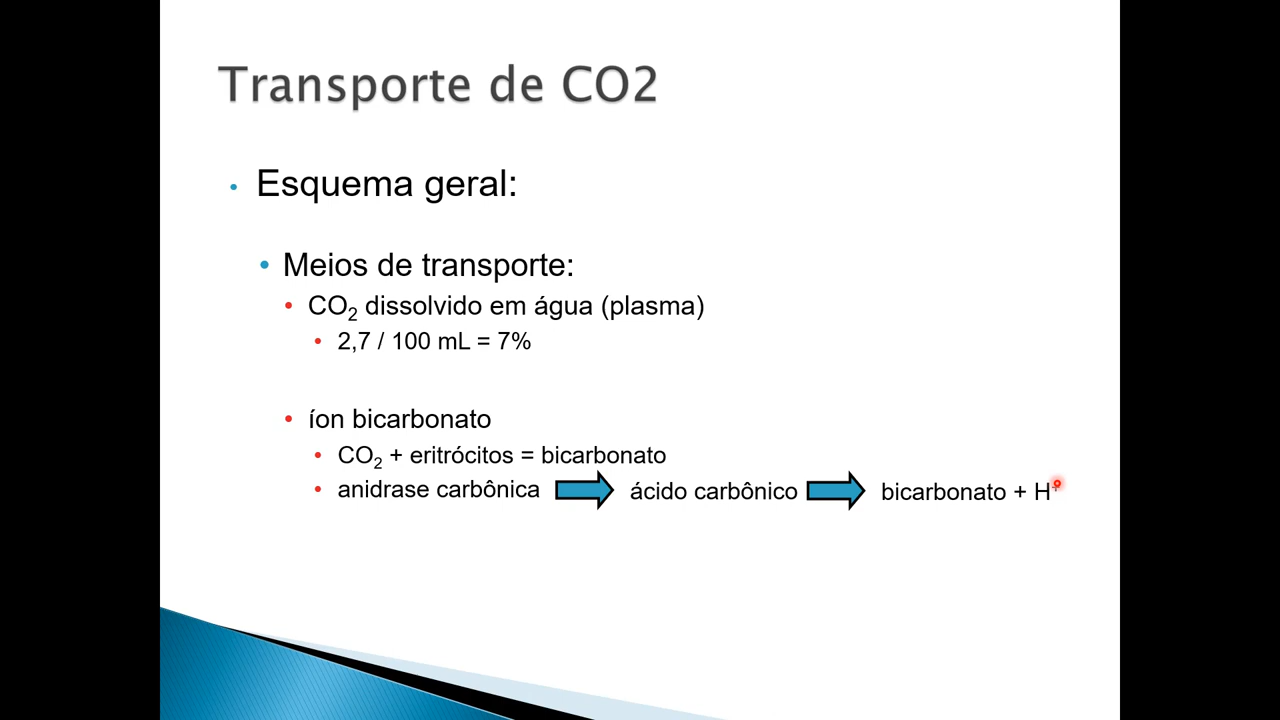 Transporte de CO2
• Esquema geral:
• Meios de transporte:
• CO₂ dissolvido em água (plasma)
• 2,7 / 100 mL = 7%
• íon bicarbonato
• CO₂ + eritrócitos = bicarbonato
• anidrase carbônica ácido carbônico bicarbonato + H⁺